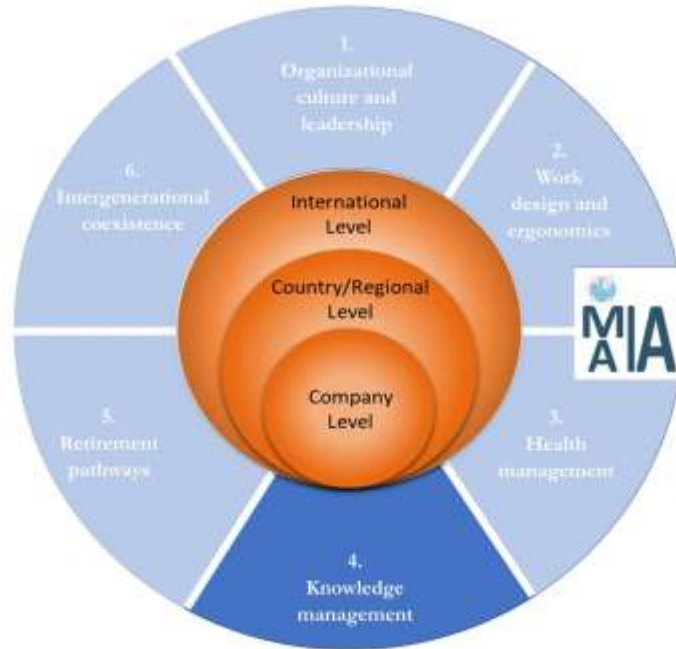 1.
Organizational
culture and
leadership
2.
Work
design and
ergonomics
3.
Health
management
4.
Knowledge
management
5.
Retirement
pathways
6.
Intergenerational
coexistence
International
Level
Country/Regional
Level
Company
Level
M
A IA